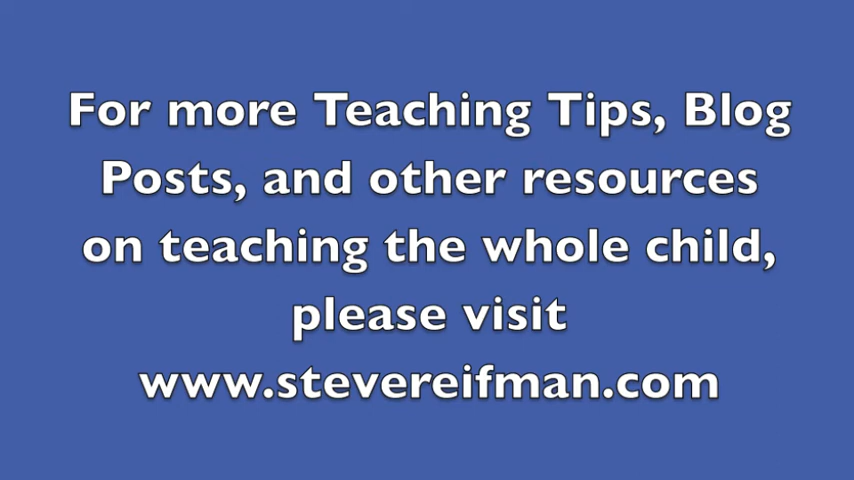 For more Teaching Tips, Blog
Posts, and other resources
on teaching the whole child,
please visit
www.stevereifman.com